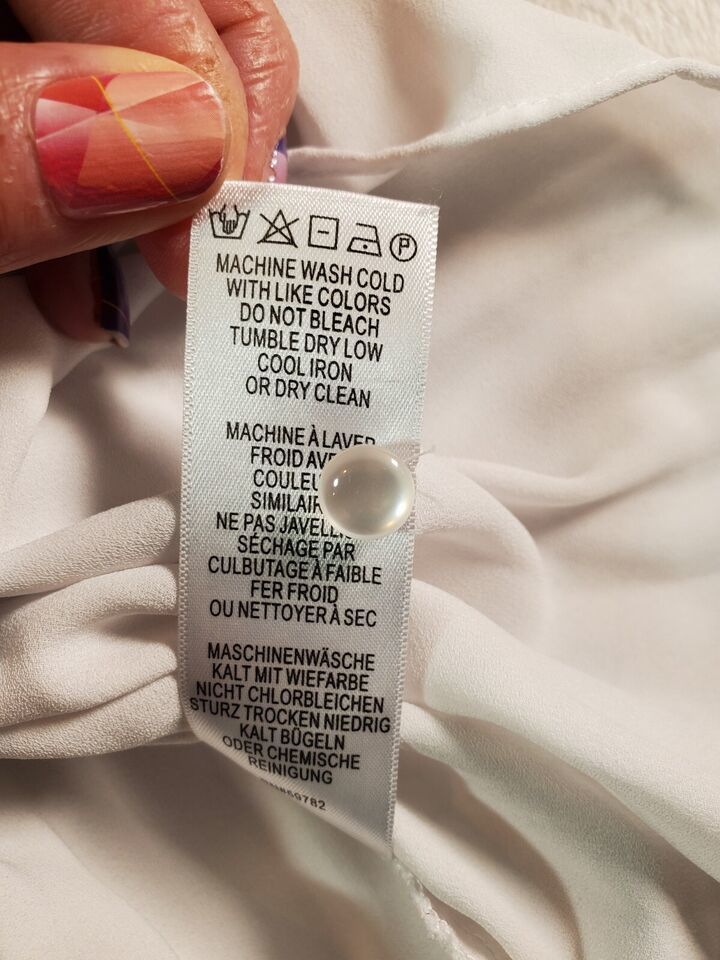 MACHINE WASH COLD
WITH LIKE COLORS
DO NOT BLEACH
TUMBLE DRY LOW
COOL IRON
OR DRY CLEAN
MACHINE À LAVER
FROID
NE PAS
SÉCHAGE PAR
CULBUTAGE À FAIBLE
FER FROID
OU NETTOYER À SEC
MASCHINENWÄSCHE
KALT MIT WIEFARBE
NICHT CHLORBLEICHEN
STURZ TROCKEN NIEDRIG
KALT BÜGELN
ODER CHEMISCHE
REINIGUNG